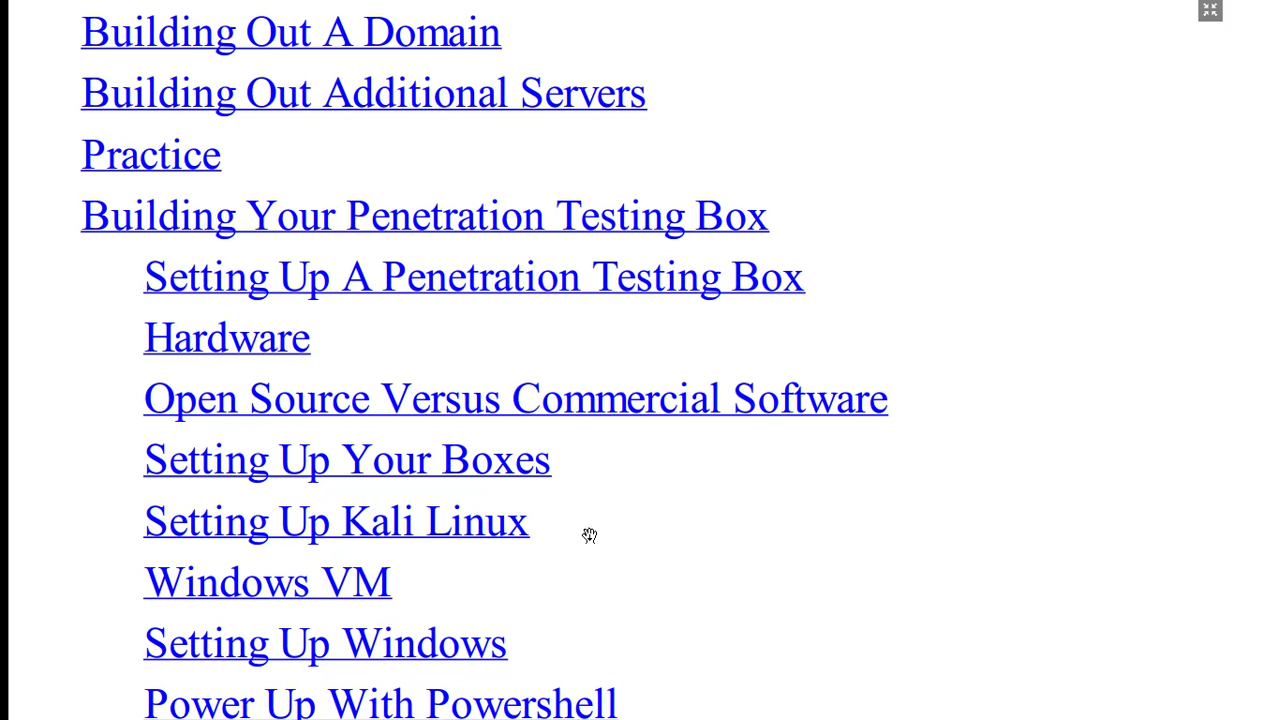 Building Out A Domain
Building Out Additional Servers
Practice
Building Your Penetration Testing Box
Setting Up A Penetration Testing Box
Hardware
Open Source Versus Commercial Software
Setting Up Your Boxes
Setting Up Kali Linux
Windows VM
Setting Up Windows
Power Up With Powershell